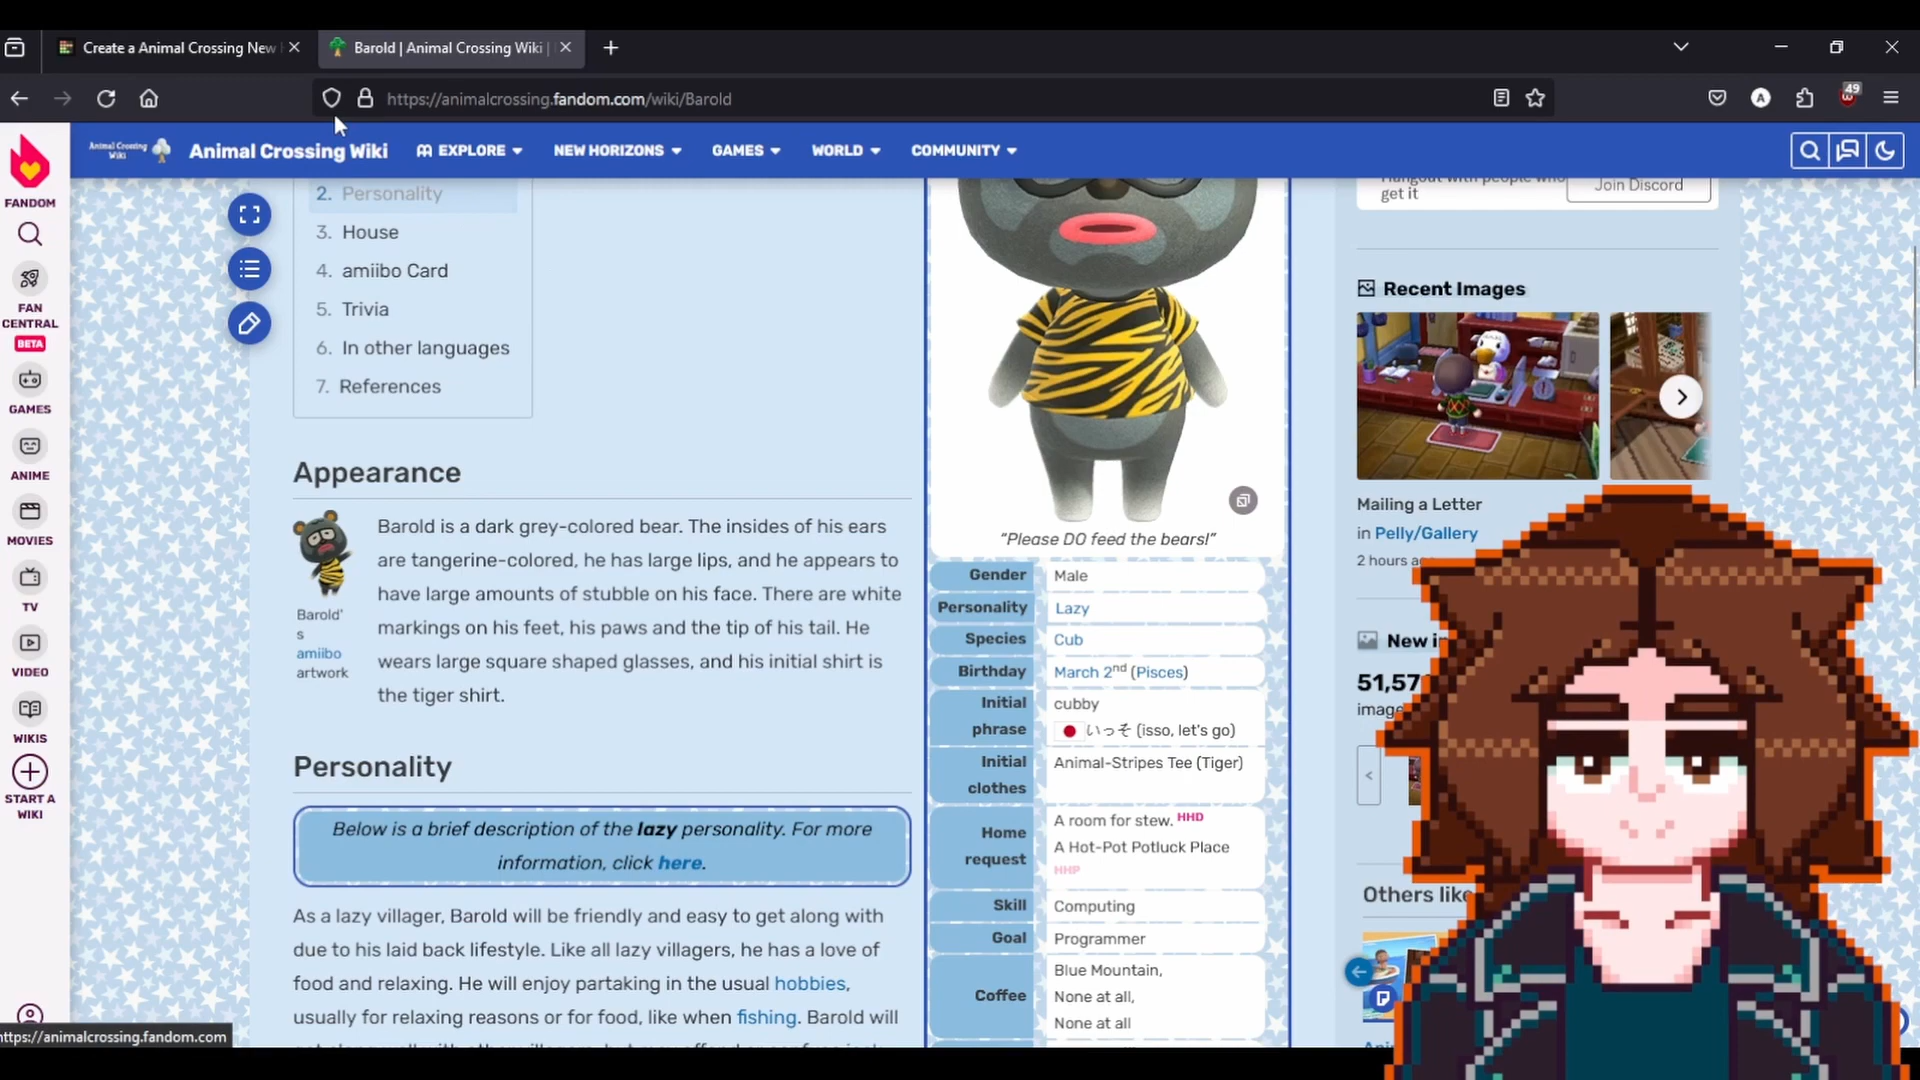 Create a Animal Crossing New
Barold | Animal Crossing Wiki |
https://animalcrossing.fandom.com/wiki/Barold
49
Animal Crossing
Wiki
Animal Crossing Wiki
EXPLORE
NEW HORIZONS
GAMES
WORLD
COMMUNITY
FANDOM
FAN
CENTRAL
BETA
GAMES
ANIME
MOVIES
TV
VIDEO
WIKIS
START A
WIKI
https://animalcrossing.fandom.com
2. Personality
3. House
4. amiibo Card
5. Trivia
6. In other languages
7. References
Appearance
Barold'
s
amiibo
artwork
Barold is a dark grey-colored bear. The insides of his ears
are tangerine-colored, he has large lips, and he appears to
have large amounts of stubble on his face. There are white
markings on his feet, his paws and the tip of his tail. He
wears large square shaped glasses, and his initial shirt is
the tiger shirt.
Personality
Below is a brief description of the lazy personality. For more
information, click here.
As a lazy villager, Barold will be friendly and easy to get along with
due to his laid back lifestyle. Like all lazy villagers, he has a love of
food and relaxing. He will enjoy partaking in the usual hobbies,
usually for relaxing reasons or for food, like when fishing. Barold will
“Please DO feed the bears!”
Gender Male
Personality Lazy
Species Cub
Birthday March 2nd (Pisces)
Initial phrase cubby
いっそ (isso, let's go)
Initial clothes Animal-Stripes Tee (Tiger)
Home request A room for stew. HHD
A Hot-Pot Potluck Place
HHP
Skill Computing
Goal Programmer
Coffee Blue Mountain,
None at all,
None at all
Hangout with people who
get it
Join Discord
Recent Images
Mailing a Letter
in Pelly/Gallery
2 hours
New
51,57
Others like